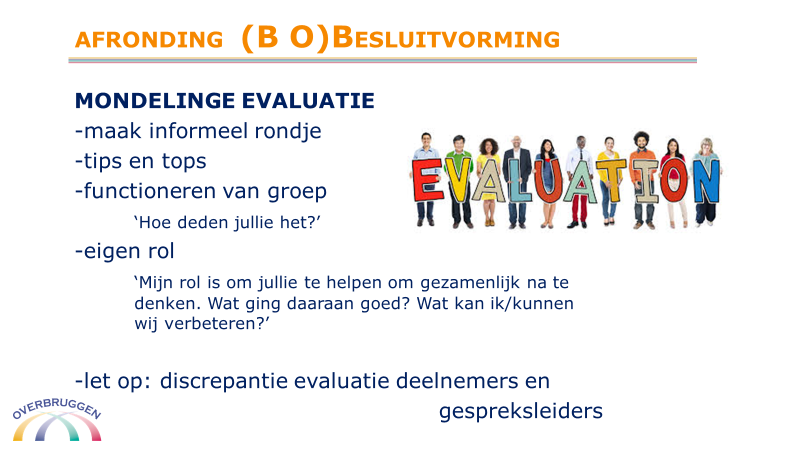 AFRONDING (B O)BESLUITVORMING
MONDELINGE EVALUATIE
-maak informeel rondje
-tips en tops
-functioneren van groep
‘Hoe deden jullie het?’
EVALUATION
-eigen rol
‘Mijn rol is om jullie te helpen om gezamenlijk na te
denken. Wat ging daaraan goed? Wat kan ik/kunnen
wij verbeteren?’
-let op: discrepantie evaluatie deelnemers en
gespreksleiders
OVERBRUGGEN